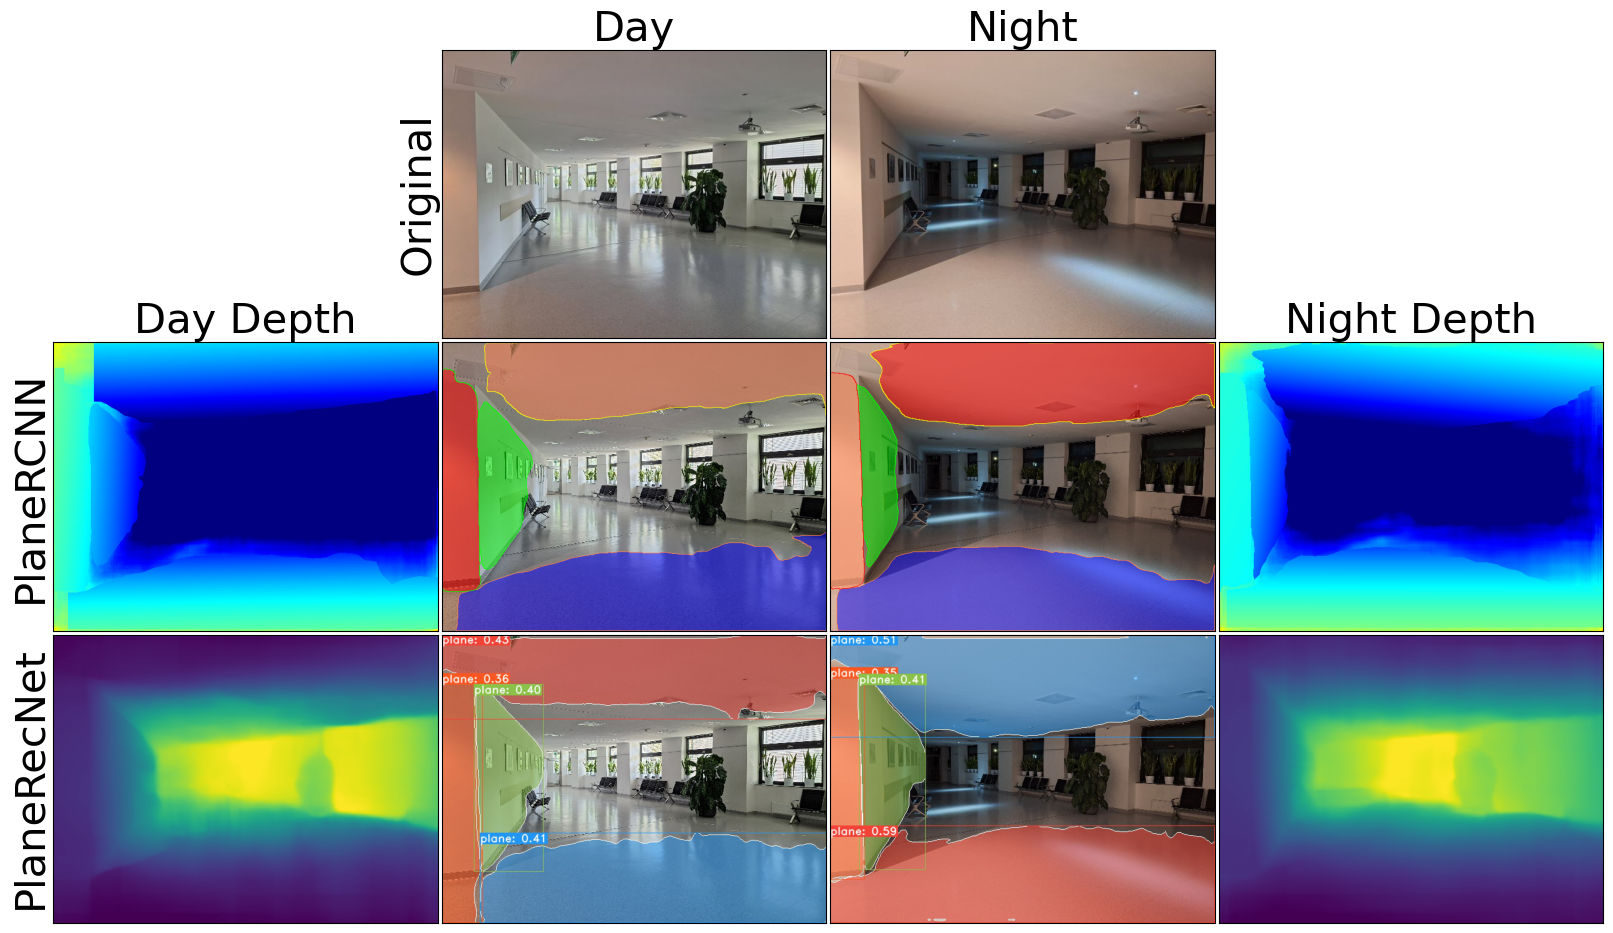 Day
Night
Original
Day Depth
Night Depth
PlaneRCNN
PlaneRecNet
plane: 0.43
plane: 0.36
plane: 0.40
plane: 0.41
plane: 0.51
plane: 0.35
plane: 0.41
plane: 0.59